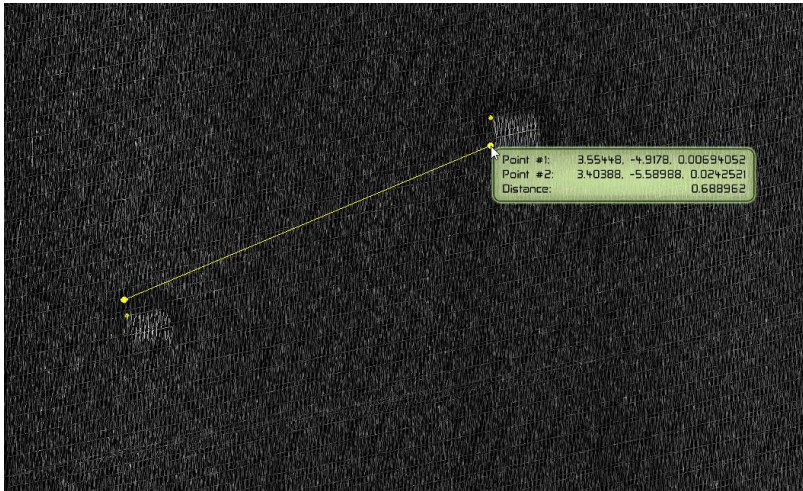 Point #1: 3.55448, -4.9178, 0.00694052
Point #2: 3.40388, -5.58988, 0.0242521
Distance: 0.688962